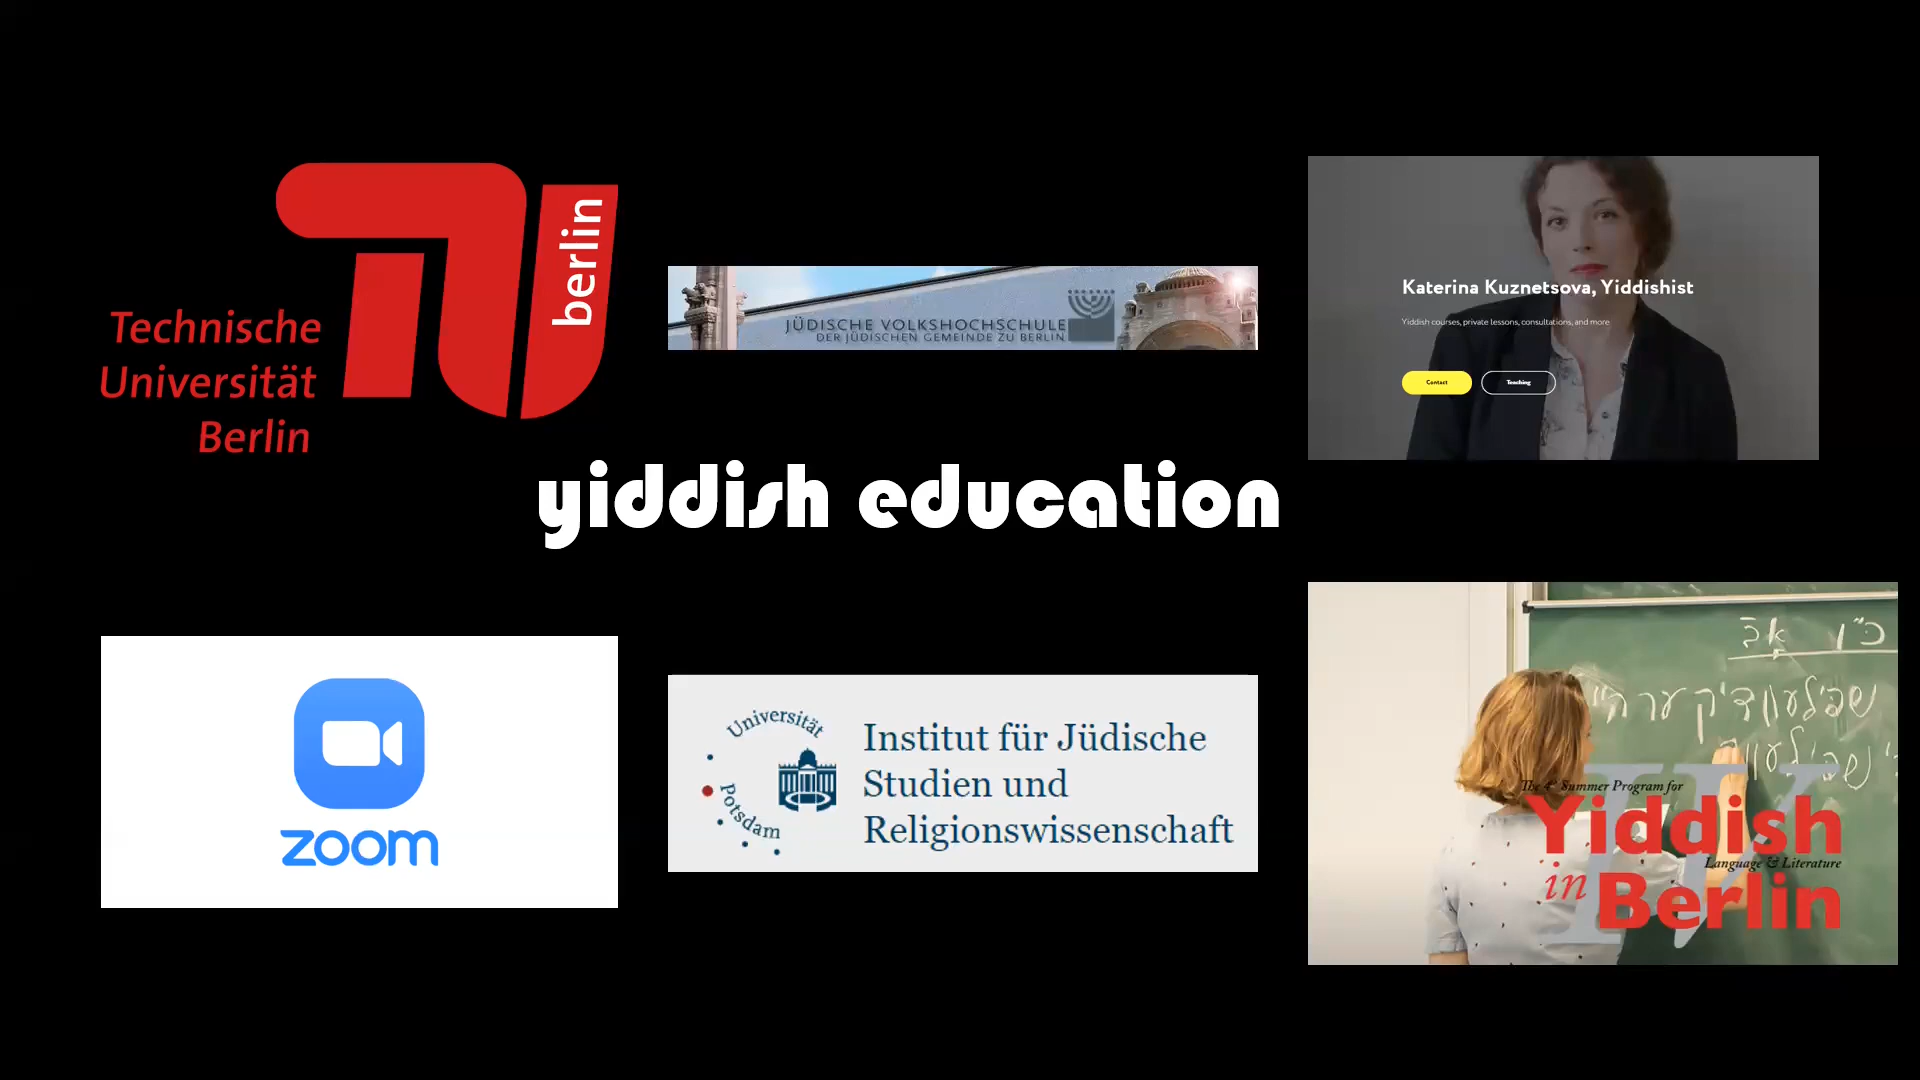 berlin
Technische
Universität
Berlin
JÜDISCHE VOLKSHOCHSCHULE
DER JÜDISCHEN GEMEINDE ZU BERLIN
Katerina Kuznetsova, Yiddishist
Yiddish courses, private lessons, consultations, and more
Contact
Teaching
yiddish education
zoom
Universität
Potsdam
Institut für Jüdische
Studien und
Religionswissenschaft
כ"ן אב
The 4th Summer Program for
Yiddish
Language & Literature
in Berlin